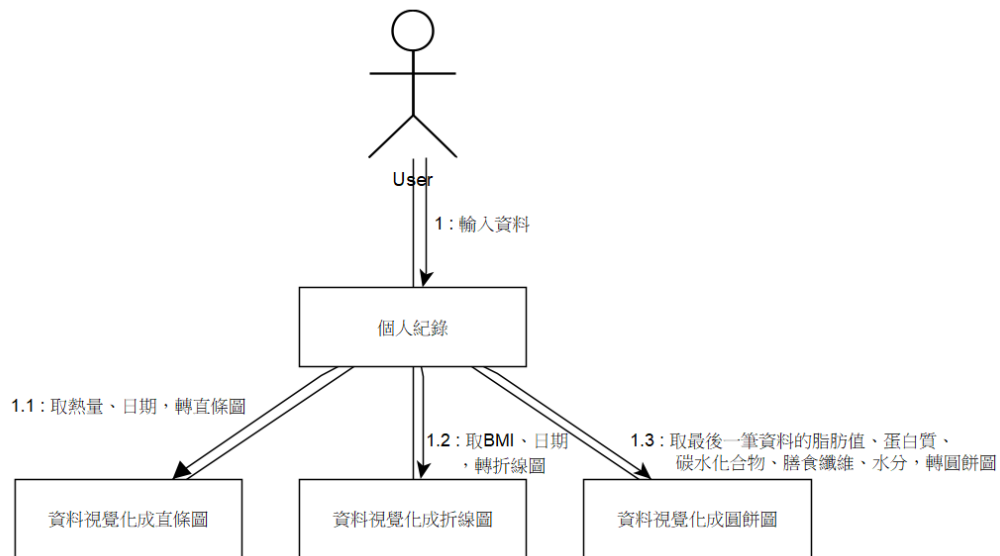 User
1 : 輸入資料
個人紀錄
1.1 : 取熱量、日期，轉直條圖
1.2 : 取BMI、日期
，轉折線圖
1.3 : 取最後一筆資料的脂肪值、蛋白質、
碳水化合物、膳食纖維、水分，轉圓餅圖
資料視覺化成直條圖
資料視覺化成折線圖
資料視覺化成圓餅圖